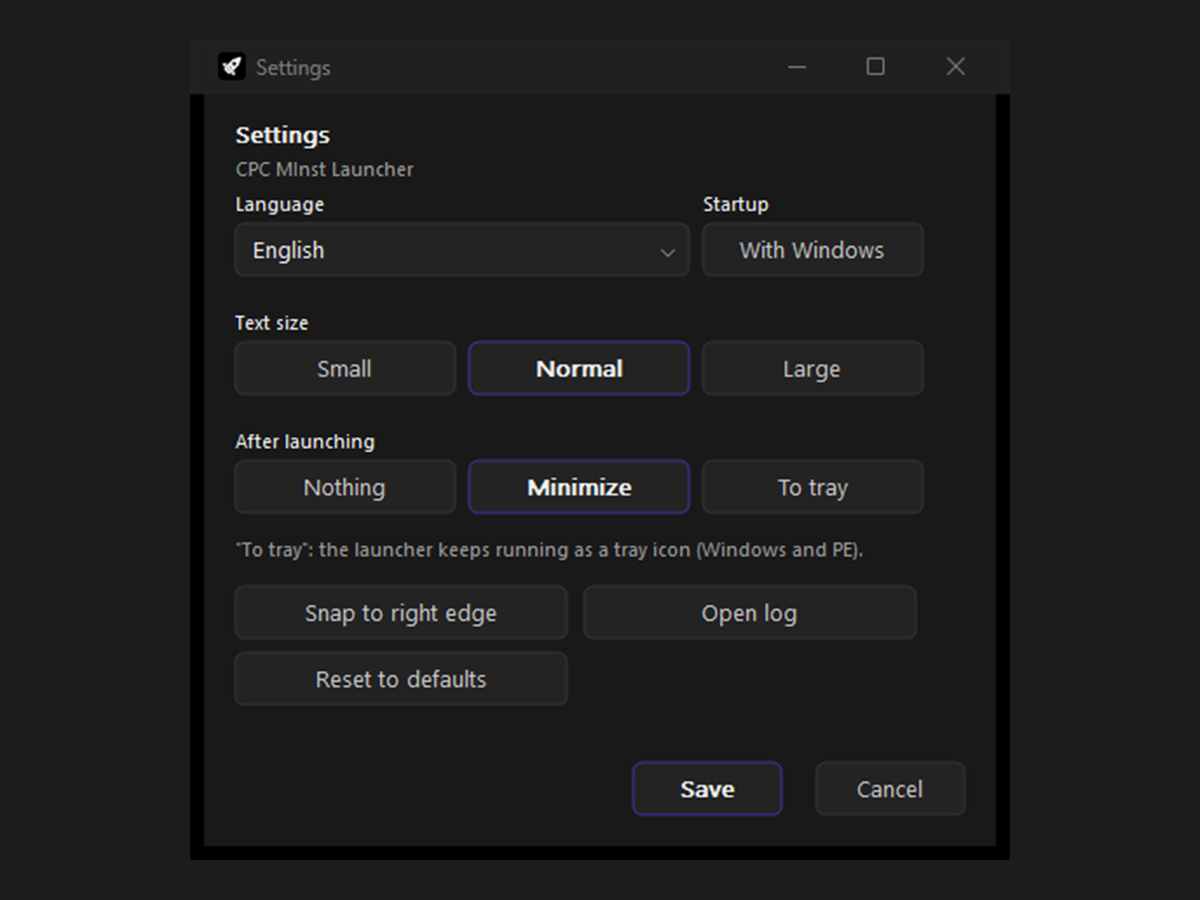 Settings
Settings
CPC MInst Launcher
Language Startup
English With Windows
Text size
Small Normal Large
After launching
Nothing Minimize To tray
"To tray": the launcher keeps running as a tray icon (Windows and PE).
Snap to right edge Open log
Reset to defaults
Save Cancel